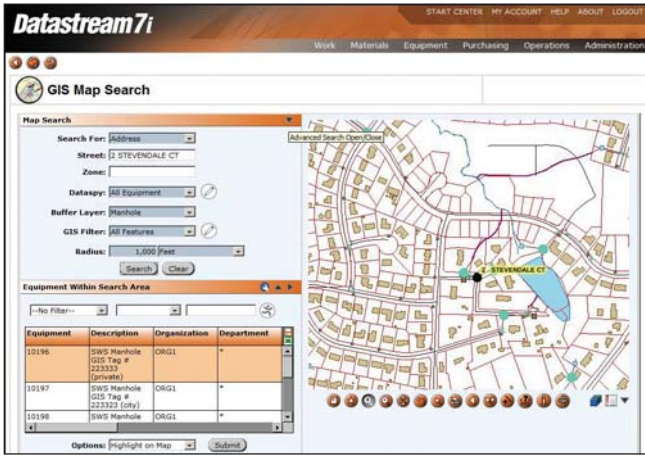 START CENTER MY ACCOUNT HELP ABOUT LOGOUT
Datastream7i
Work Materials Equipment Purchasing Operations Administration
GIS Map Search
Map Search
Search For: Address
Street: 2 STEVENDALE CT
Zone:
Dataspy: All Equipment
Buffer Layer: Manhole
GIS Filter: All Features
Radius: 1,000 Feet
Search Clear
Advanced Search Open/Close
2 STEVENDALE CT
Equipment Within Search Area
--No Filter--
Equipment Description Organization Department
10196 SWS Manhole ORG1 *
GIS Tag #
223333
(private)
10197 SWS Manhole ORG1 *
GIS Tag #
223323 (city)
10198 SWS Manhole ORG1 *
Options: Highlight on Map Submit